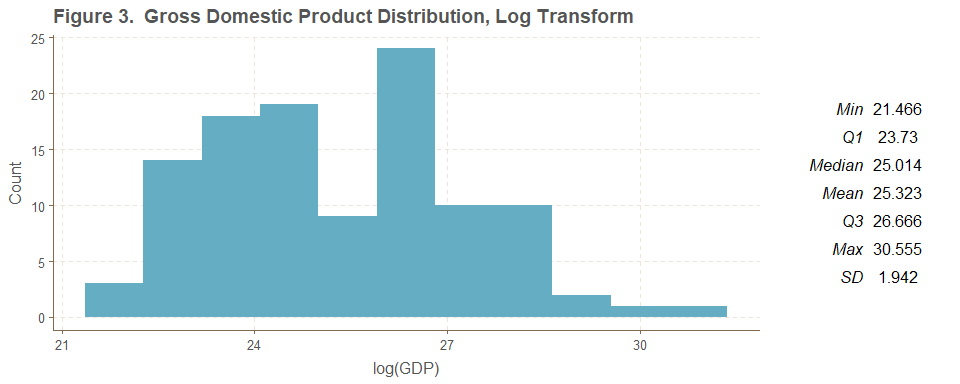 Figure 3.  Gross Domestic Product Distribution, Log Transform
25
20
15
10
5
0
Count
21
24
27
30
log(GDP)
Min 21.466
Q1 23.73
Median 25.014
Mean 25.323
Q3 26.666
Max 30.555
SD 1.942